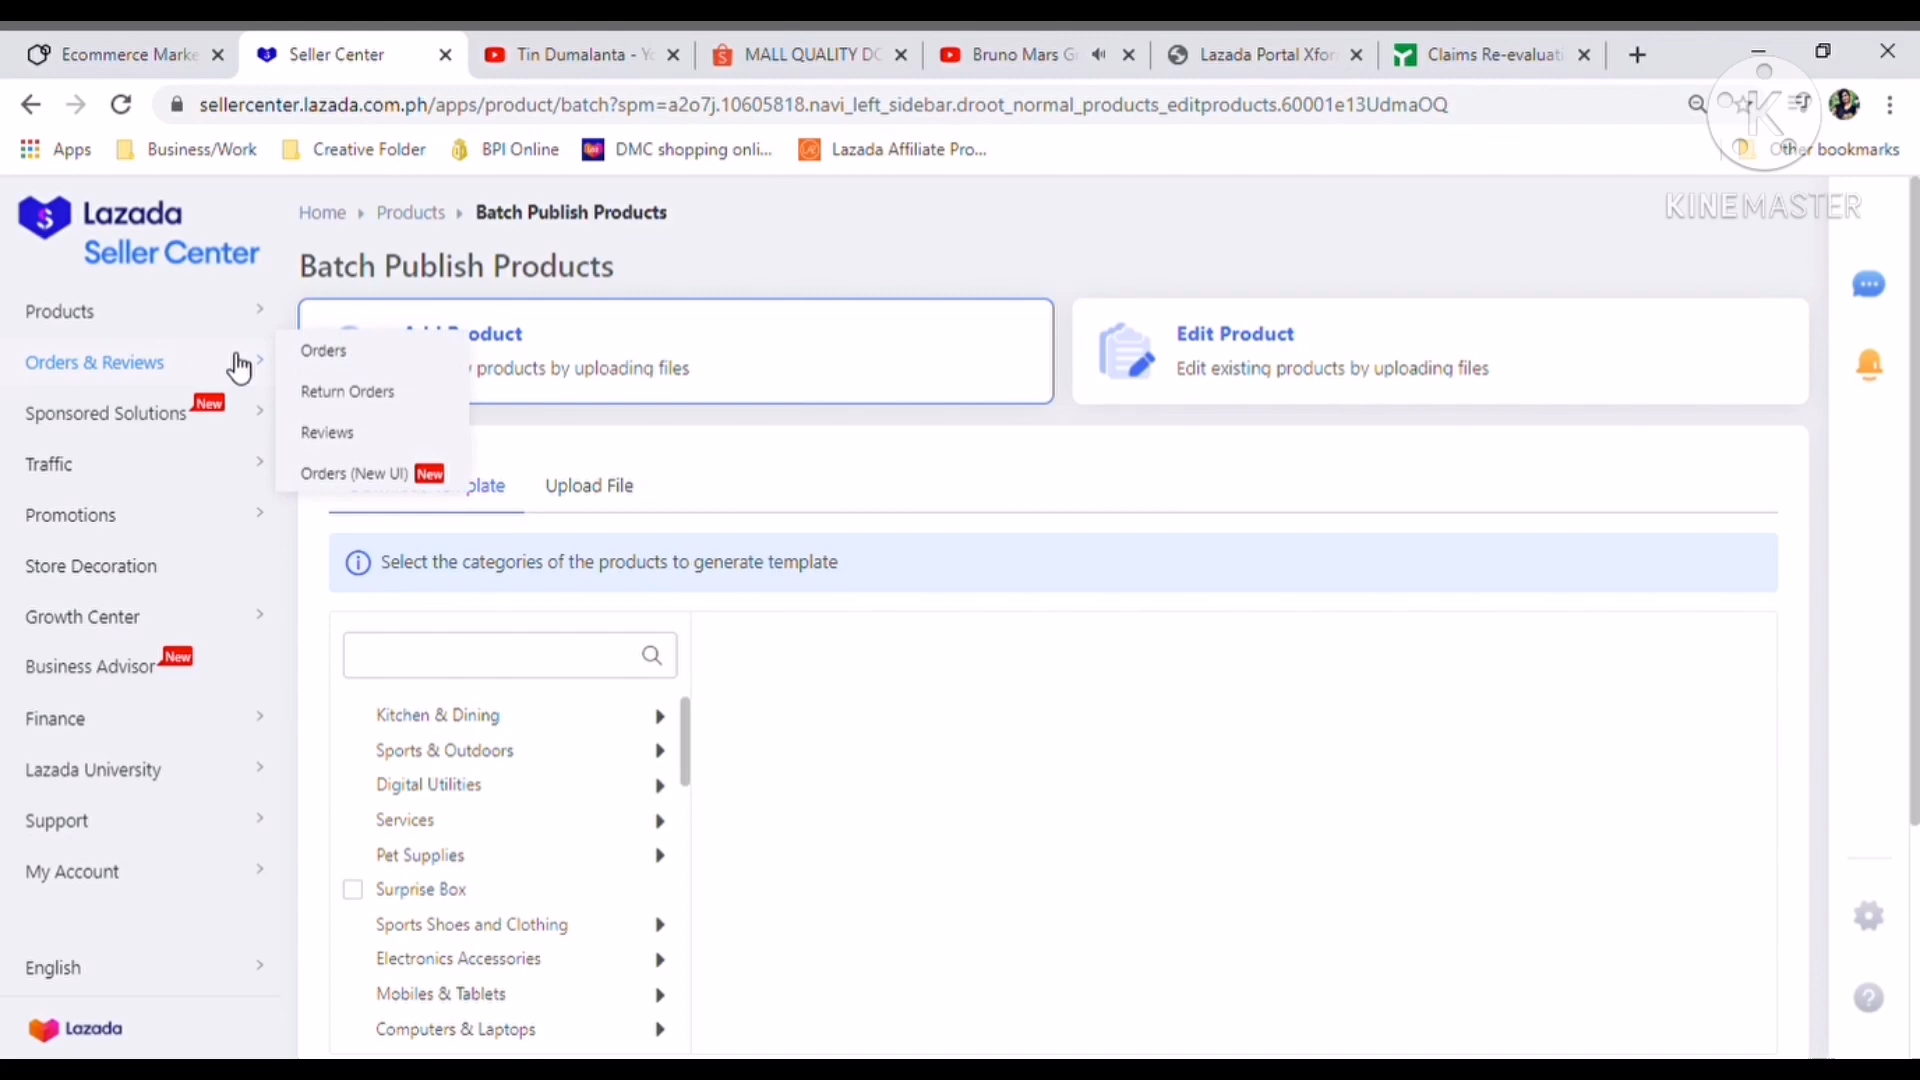 Ecommerce Marke
Seller Center
Tin Dumalanta - Yo
MALL QUALITY DO
Bruno Mars G
Lazada Portal Xfor
Claims Re-evaluati
sellercenter.lazada.com.ph/apps/product/batch?spm=a2o7j.10605818.navi_left_sidebar.droot_normal_products_editproducts.60001e13UdmaOQ
Apps
Business/Work
Creative Folder
BPI Online
DMC shopping onli...
Lazada Affiliate Pro...
Other bookmarks
K
KINEMASTER
Lazada
Seller Center
Home
Products
Batch Publish Products
Batch Publish Products
Products
Orders & Reviews
Sponsored Solutions
New
Traffic
Promotions
Store Decoration
Growth Center
Business Advisor
New
Finance
Lazada University
Support
My Account
English
Lazada
Orders
Return Orders
Reviews
Orders (New UI)
New
Add Product
products by uploading files
Edit Product
Edit existing products by uploading files
plate
Upload File
Select the categories of the products to generate template
Kitchen & Dining
Sports & Outdoors
Digital Utilities
Services
Pet Supplies
Surprise Box
Sports Shoes and Clothing
Electronics Accessories
Mobiles & Tablets
Computers & Laptops